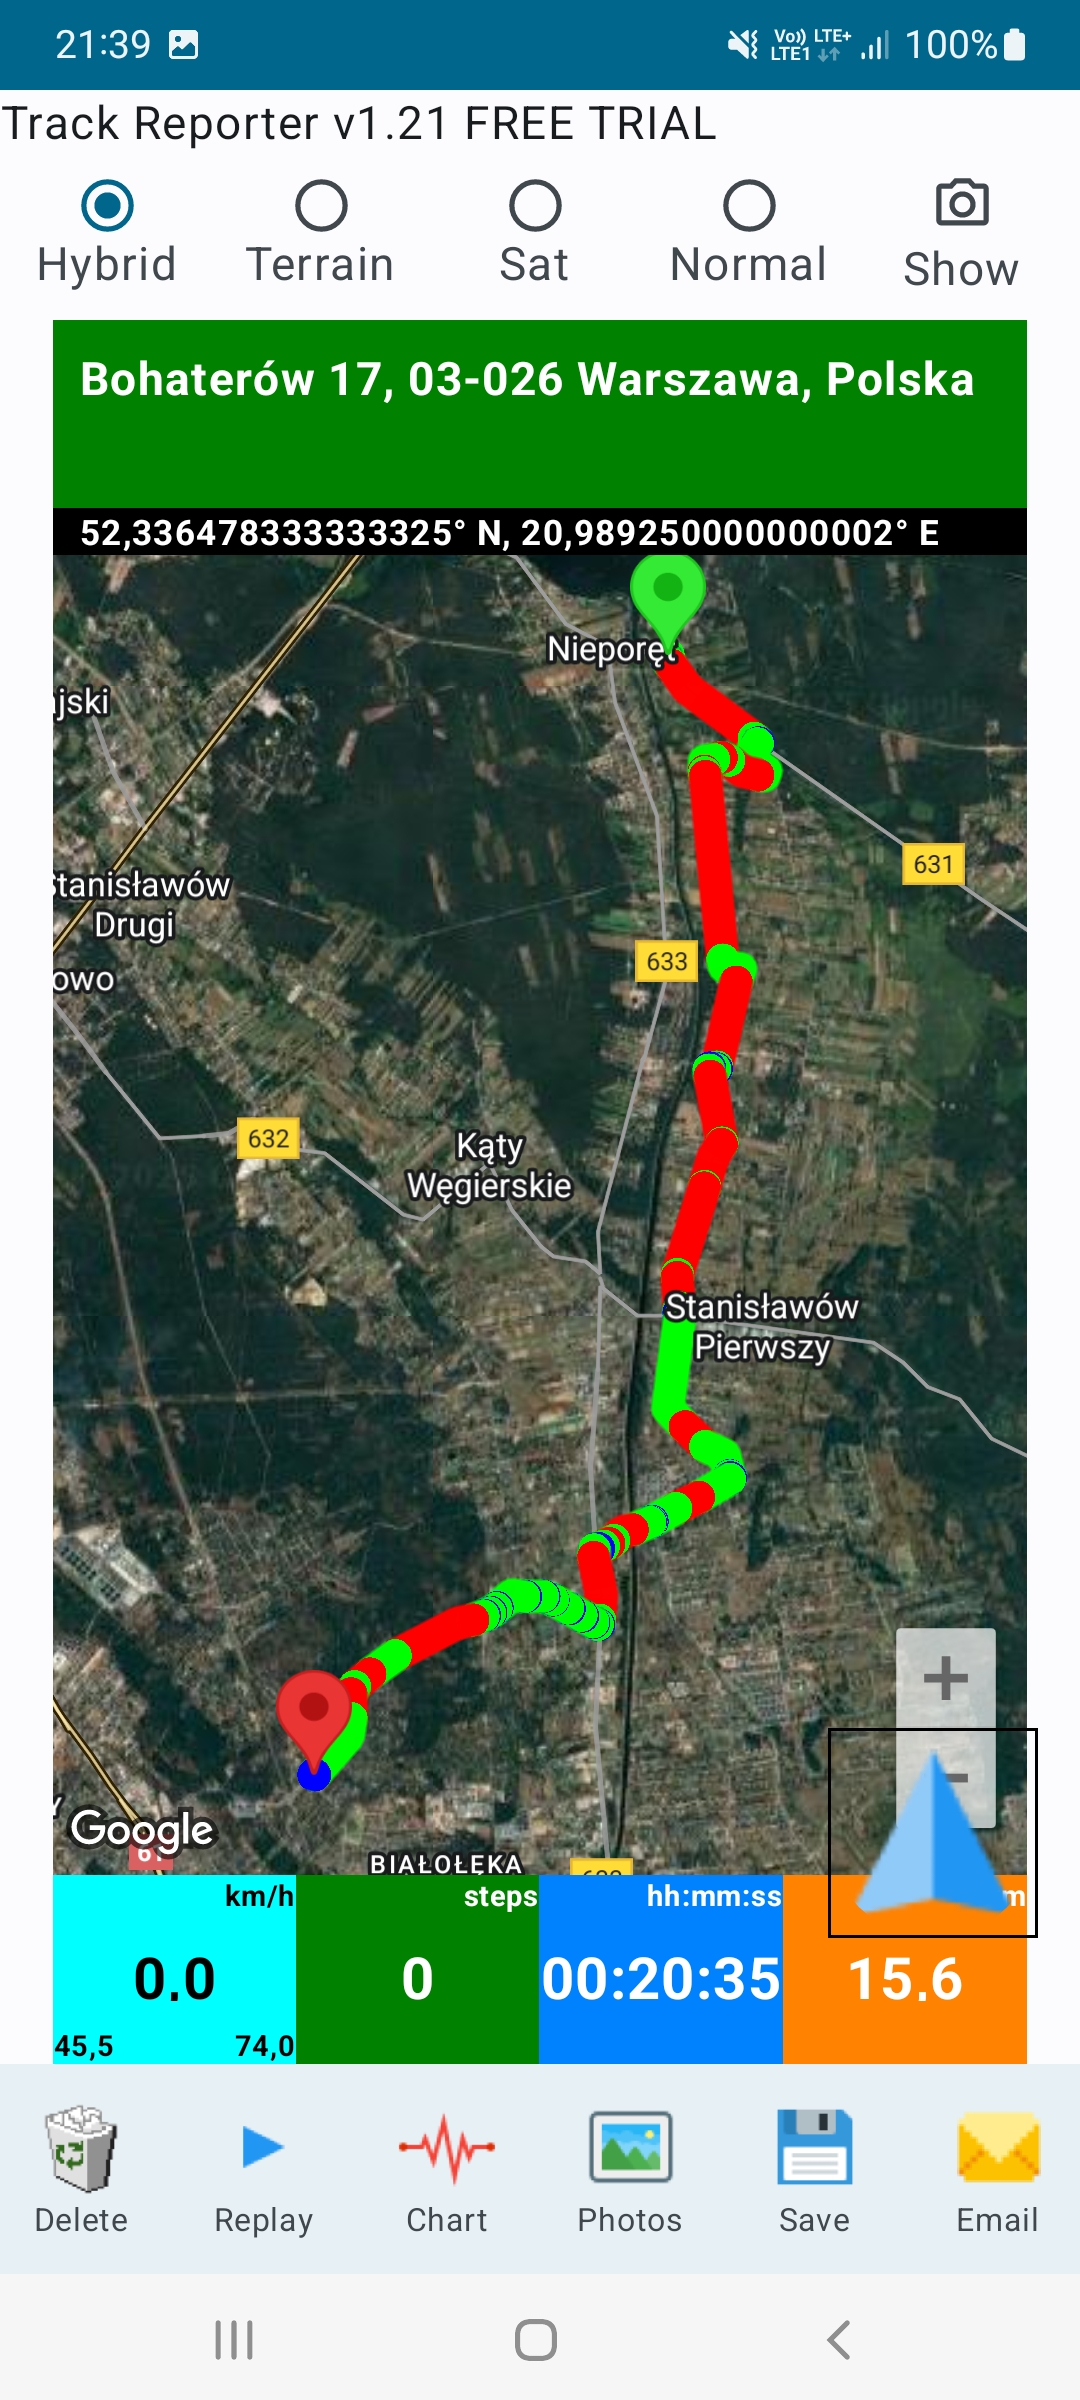 21:39
Vo)) LTE+
LTE1
100%
Track Reporter v1.21 FREE TRIAL
Hybrid
Terrain
Sat
Normal
Show
Bohaterów 17, 03-026 Warszawa, Polska
52,336478333333325° N, 20,989250000000002° E
Nieporęt
jski
631
Stanisławów
Drugi
633
owo
632
Kąty
Węgierskie
Stanisławów
Pierwszy
Google
BIAŁOŁĘKA
km/h
steps
hh:mm:ss
m
0,0
0
00:20:35
15,6
45,5
74,0
Delete
Replay
Chart
Photos
Save
Email